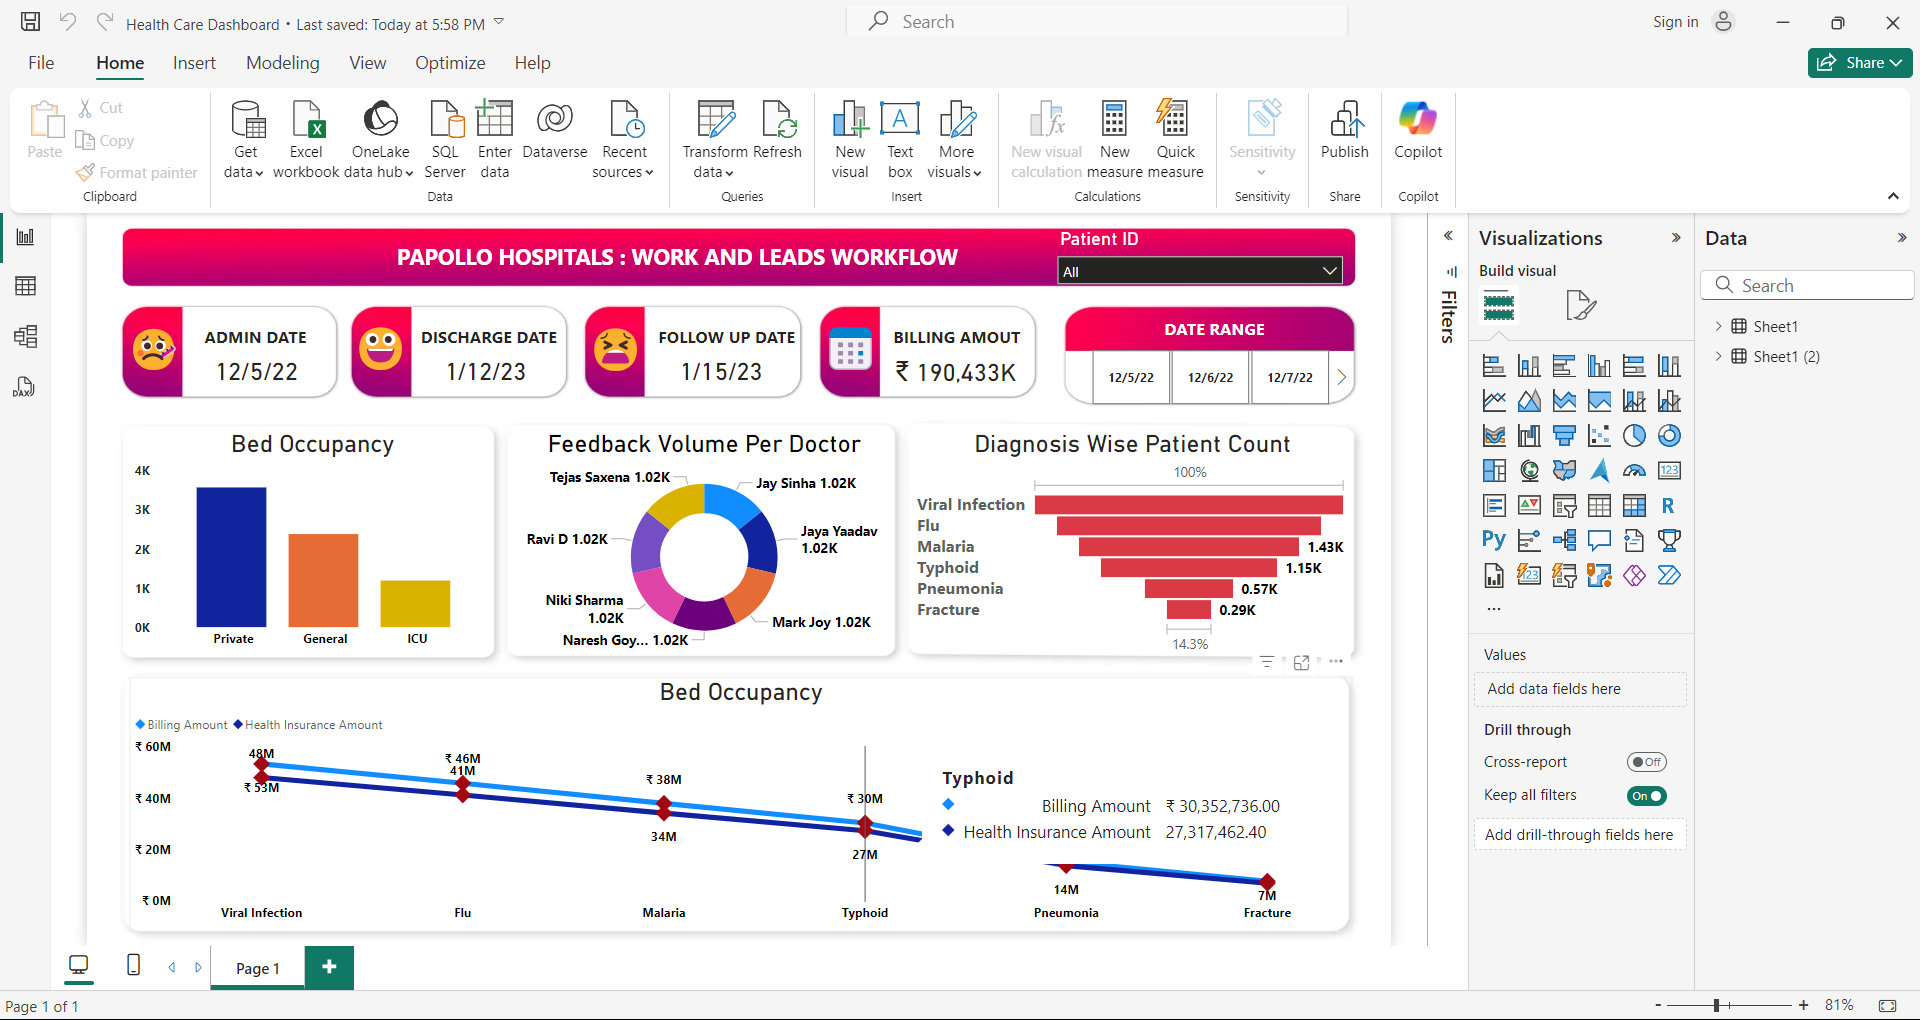 Health Care Dashboard • Last saved: Today at 5:58 PM
Search
Sign in
File
Home
Insert
Modeling
View
Optimize
Help
Share
Paste
Cut
Copy
Format painter
Clipboard
Get data
Excel workbook
OneLake data hub
SQL Server
Enter data
Dataverse
Recent sources
Data
Transform data
Refresh
Queries
New visual
Text box
More visuals
Insert
New visual calculation
New measure
Quick measure
Calculations
Sensitivity
Sensitivity
Publish
Share
Copilot
Copilot
PAPOLLO HOSPITALS : WORK AND LEADS WORKFLOW
Patient ID
All
ADMIN DATE
12/5/22
DISCHARGE DATE
1/12/23
FOLLOW UP DATE
1/15/23
BILLING AMOUT
₹ 190,433K
DATE RANGE
12/5/22
12/6/22
12/7/22
Bed Occupancy
4K
3K
2K
1K
0K
Private
General
ICU
Feedback Volume Per Doctor
Tejas Saxena 1.02K
Jay Sinha 1.02K
Ravi D 1.02K
Jaya Yaadav
1.02K
Niki Sharma
1.02K
Mark Joy 1.02K
Naresh Goy... 1.02K
Diagnosis Wise Patient Count
100%
Viral Infection
Flu
Malaria 1.43K
Typhoid 1.15K
Pneumonia 0.57K
Fracture 0.29K
14.3%
Bed Occupancy
Billing Amount Health Insurance Amount
₹ 60M
₹ 40M
₹ 20M
₹ 0M
48M
₹ 53M
₹ 46M
41M
₹ 38M
34M
₹ 30M
27M
14M
7M
Typhoid
Billing Amount ₹ 30,352,736.00
Health Insurance Amount 27,317,462.40
Viral Infection
Flu
Malaria
Typhoid
Pneumonia
Fracture
Filters
Visualizations
Build visual
123
R
Py
123
...
Values
Add data fields here
Drill through
Cross-report
Off
Keep all filters
On
Add drill-through fields here
Data
Search
Sheet1
Sheet1 (2)
DAX
Page 1
Page 1 of 1
- + 81%